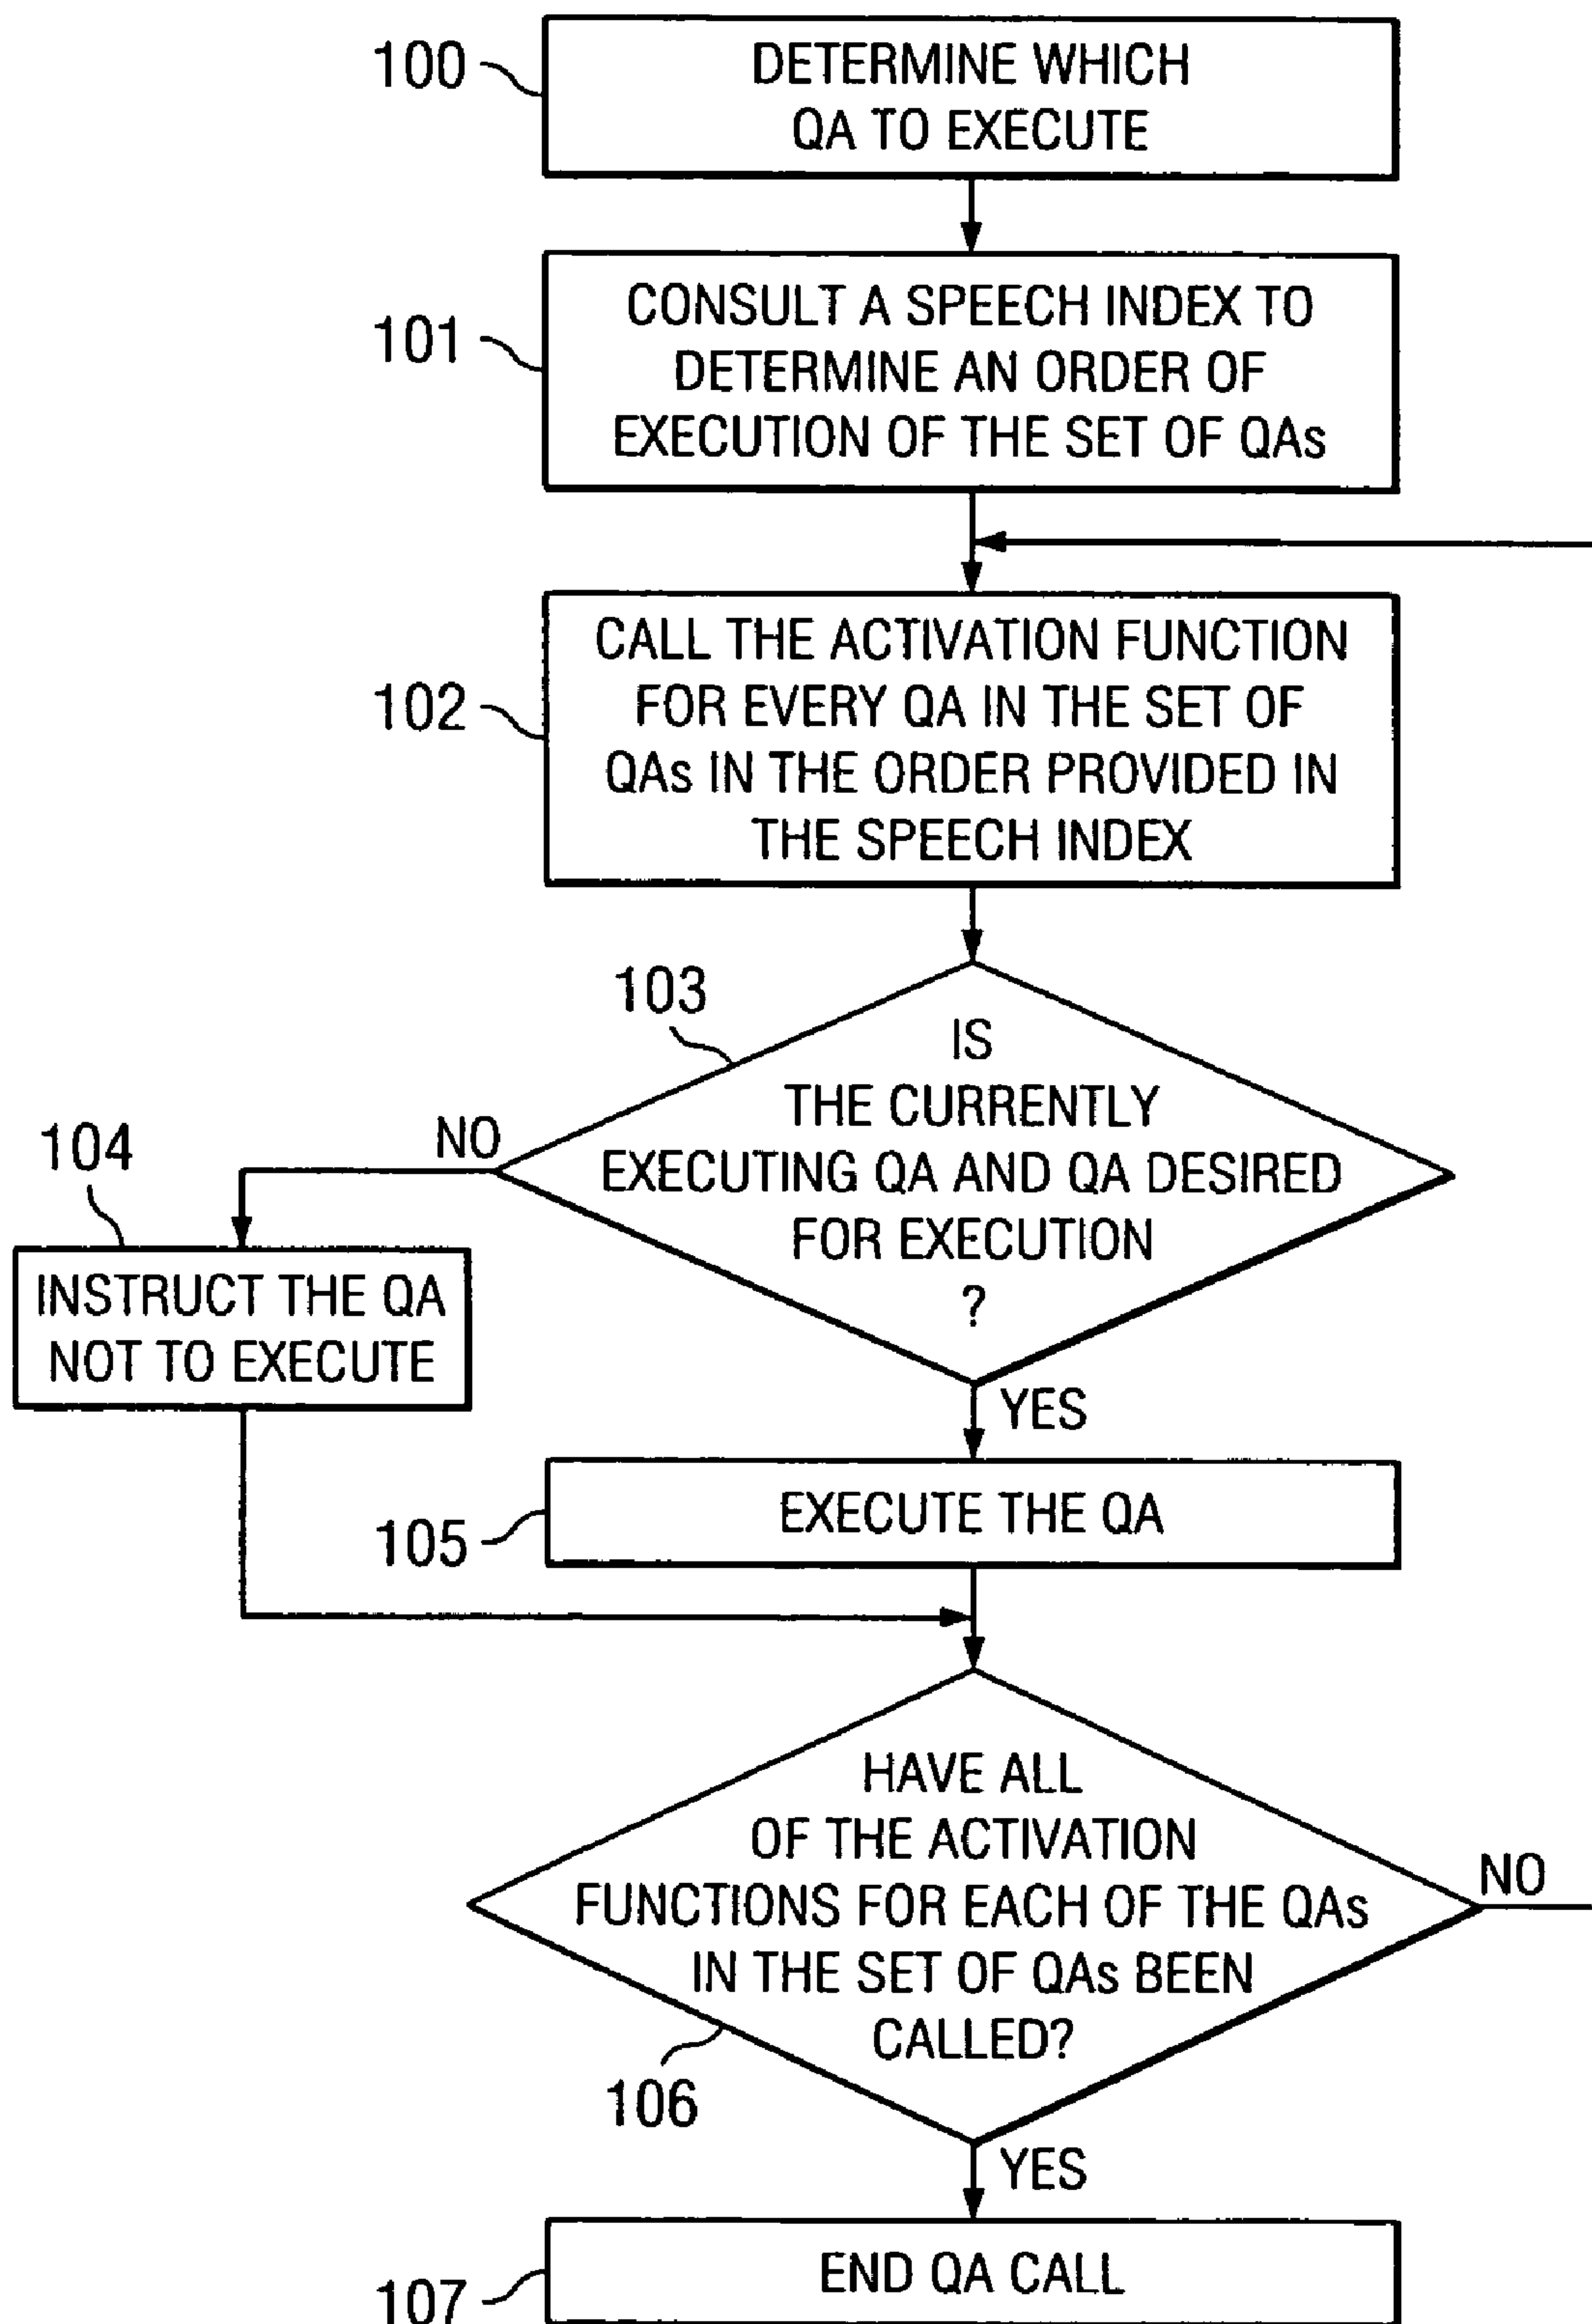 100
DETERMINE WHICH
QA TO EXECUTE
101
CONSULT A SPEECH INDEX TO
DETERMINE AN ORDER OF
EXECUTION OF THE SET OF QAs
102
CALL THE ACTIVATION FUNCTION
FOR EVERY QA IN THE SET OF
QAs IN THE ORDER PROVIDED IN
THE SPEECH INDEX
103
IS
THE CURRENTLY
EXECUTING QA AND QA DESIRED
FOR EXECUTION
?
NO
104
INSTRUCT THE QA
NOT TO EXECUTE
YES
105
EXECUTE THE QA
HAVE ALL
OF THE ACTIVATION
FUNCTIONS FOR EACH OF THE QAs
IN THE SET OF QAs BEEN
CALLED?
NO
106
YES
107
END QA CALL